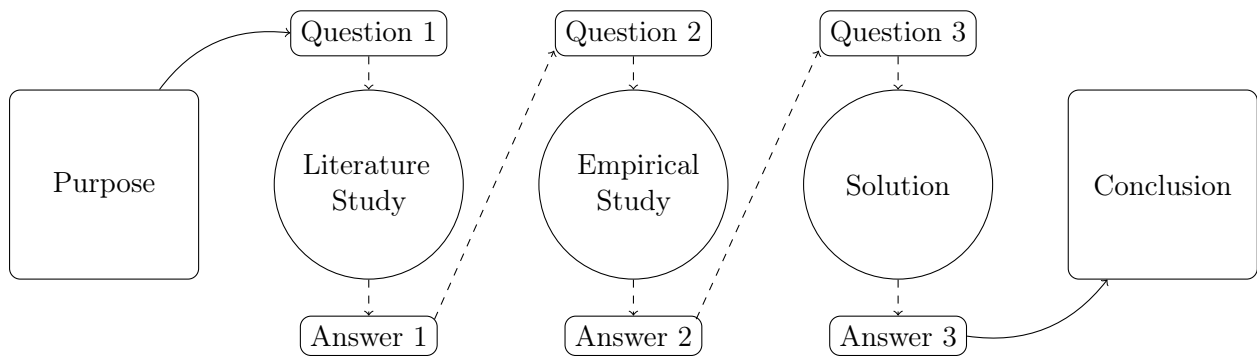 Question 1
Question 2
Question 3
Purpose
Literature
Study
Empirical
Study
Solution
Conclusion
Answer 1
Answer 2
Answer 3